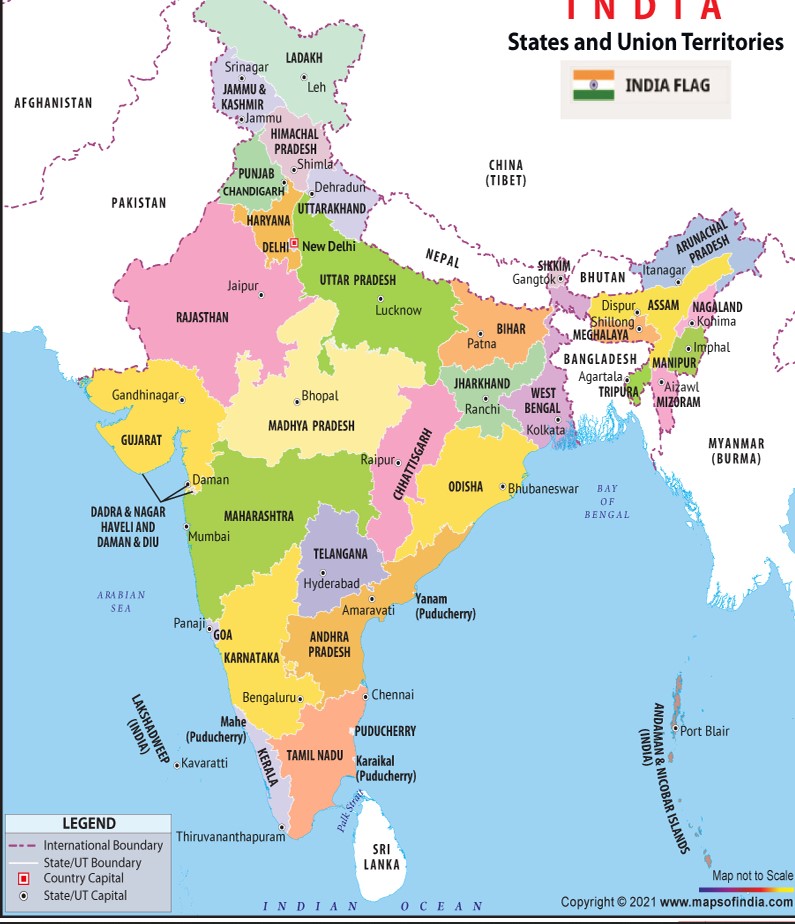 INDIA
States and Union Territories
INDIA FLAG
AFGHANISTAN
PAKISTAN
CHINA
(TIBET)
NEPAL
BHUTAN
BANGLADESH
MYANMAR
(BURMA)
SRI
LANKA
LADAKH
Leh
Srinagar
JAMMU &
KASHMIR
Jammu
HIMACHAL
PRADESH
Shimla
PUNJAB
CHANDIGARH
Dehradun
UTTARAKHAND
HARYANA
DELHI
New Delhi
UTTAR PRADESH
Lucknow
Jaipur
RAJASTHAN
BIHAR
Patna
SIKKIM
Gangtok
ARUNACHAL
PRADESH
Itanagar
Dispur
ASSAM
NAGALAND
Kohima
Shillong
MEGHALAYA
Imphal
MANIPUR
Agartala
TRIPURA
Aizawl
MIZORAM
JHARKHAND
Ranchi
WEST
BENGAL
Kolkata
Gandhinagar
GUJARAT
Bhopal
MADHYA PRADESH
Raipur
CHHATTISGARH
ODISHA
Bhubaneswar
Daman
DADRA & NAGAR
HAVELI AND
DAMAN & DIU
MAHARASHTRA
Mumbai
TELANGANA
Hyderabad
Amaravati
Yanam
(Puducherry)
ANDHRA
PRADESH
Panaji
GOA
KARNATAKA
Bengaluru
Chennai
Mahe
(Puducherry)
PUDUCHERRY
KERALA
TAMIL NADU
Karaikal
(Puducherry)
Thiruvananthapuram
LAKSHADWEEP
(INDIA)
Kavaratti
ANDAMAN & NICOBAR ISLANDS
(INDIA)
Port Blair
ARABIAN
SEA
BAY
OF
BENGAL
Palk Strait
INDIAN OCEAN
LEGEND
International Boundary
State/UT Boundary
Country Capital
State/UT Capital
Map not to Scale
Copyright © 2021 www.mapsofindia.com